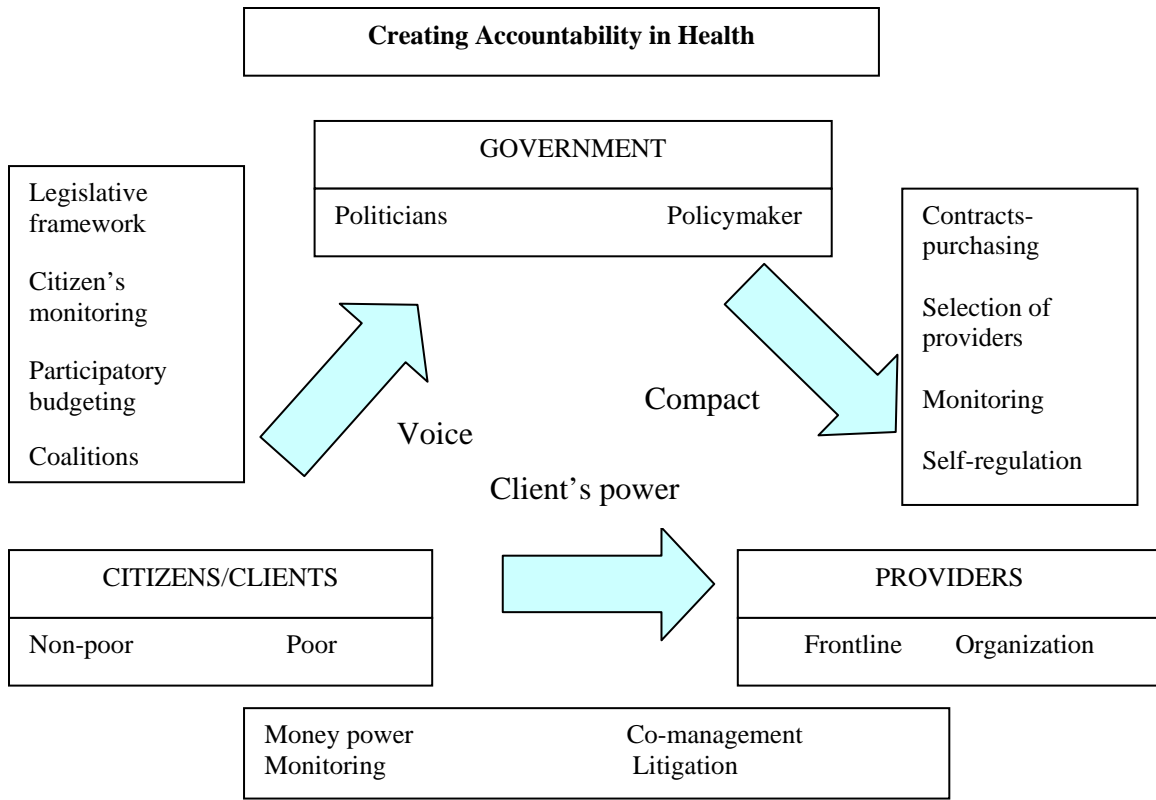 Creating Accountability in Health
GOVERNMENT
Politicians Policymaker
Legislative
framework
Citizen’s
monitoring
Participatory
budgeting
Coalitions
Contracts-
purchasing
Selection of
providers
Monitoring
Self-regulation
Voice
Compact
Client’s power
CITIZENS/CLIENTS
Non-poor Poor
PROVIDERS
Frontline Organization
Money power Co-management
Monitoring Litigation